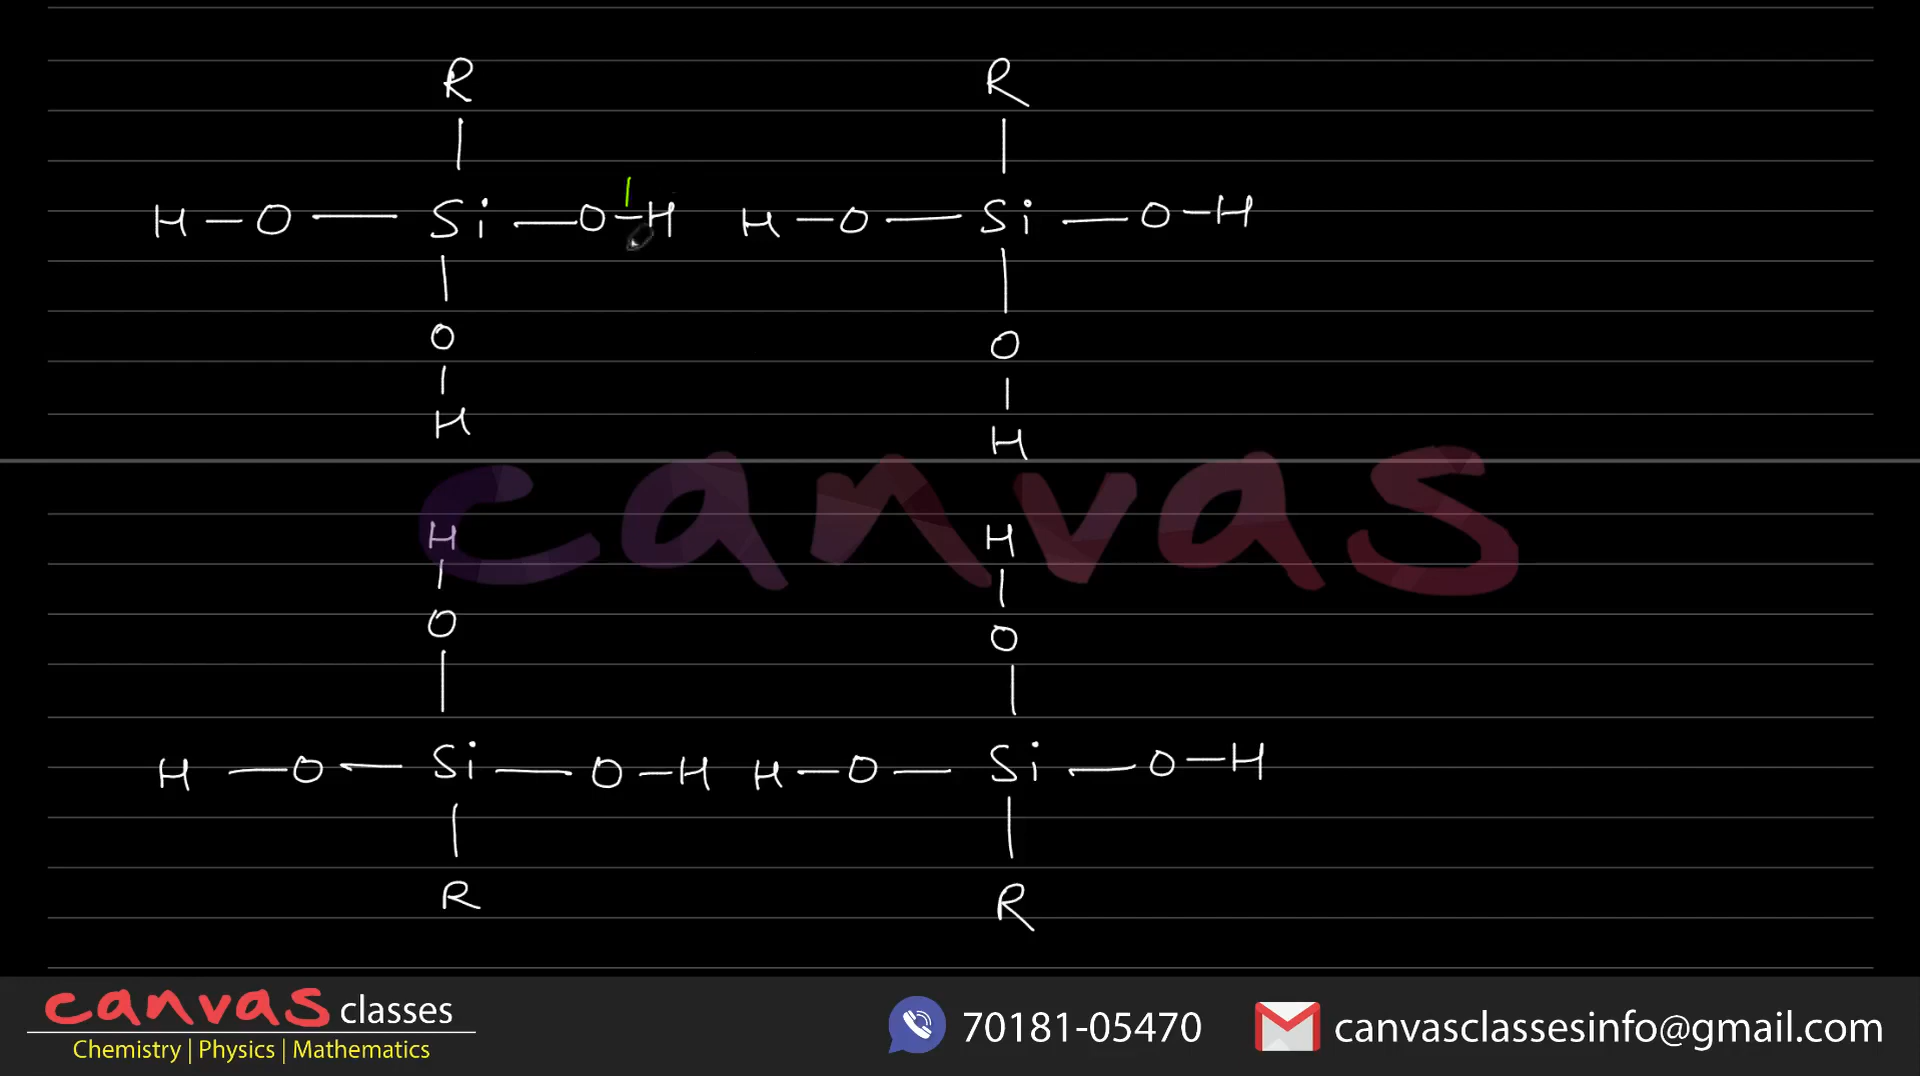 R R
H-O-Si-O-H H-O-Si-O-H
O O
H H
canvas
H H
O O
H-O-Si-O-H H-O-Si-O-H
R R
canvas classes 70181-05470 canvasclassesinfo@gmail.com
Chemistry | Physics | Mathematics